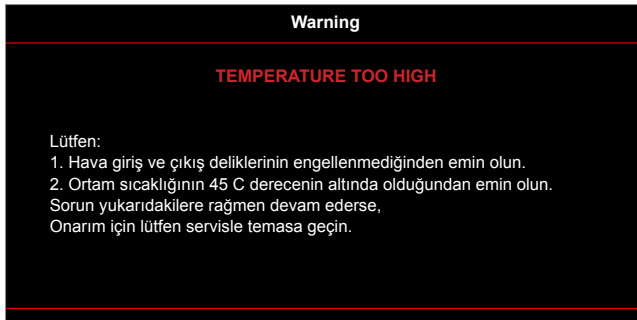 Warning
TEMPERATURE TOO HIGH
Lütfen:
1. Hava giriş ve çıkış deliklerinin engellenmediğinden emin olun.
2. Ortam sıcaklığının 45 C derecenin altında olduğundan emin olun.
Sorun yukarıdakilere rağmen devam ederse,
Onarım için lütfen servisle temasa geçin.